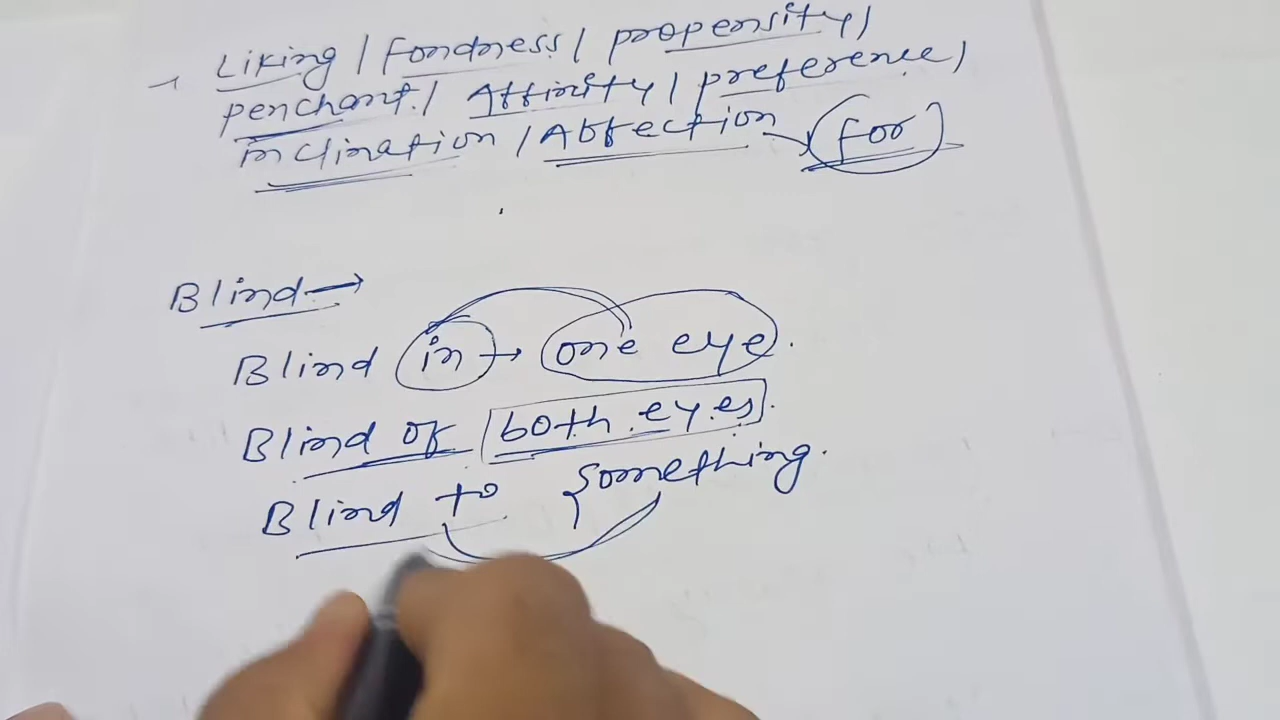 Liking / Fondness / propensity /
penchant. / Affinity / preference /
inclination / Affection → for
Blind →
Blind in → one eye.
Blind of both eyes.
Blind to something.